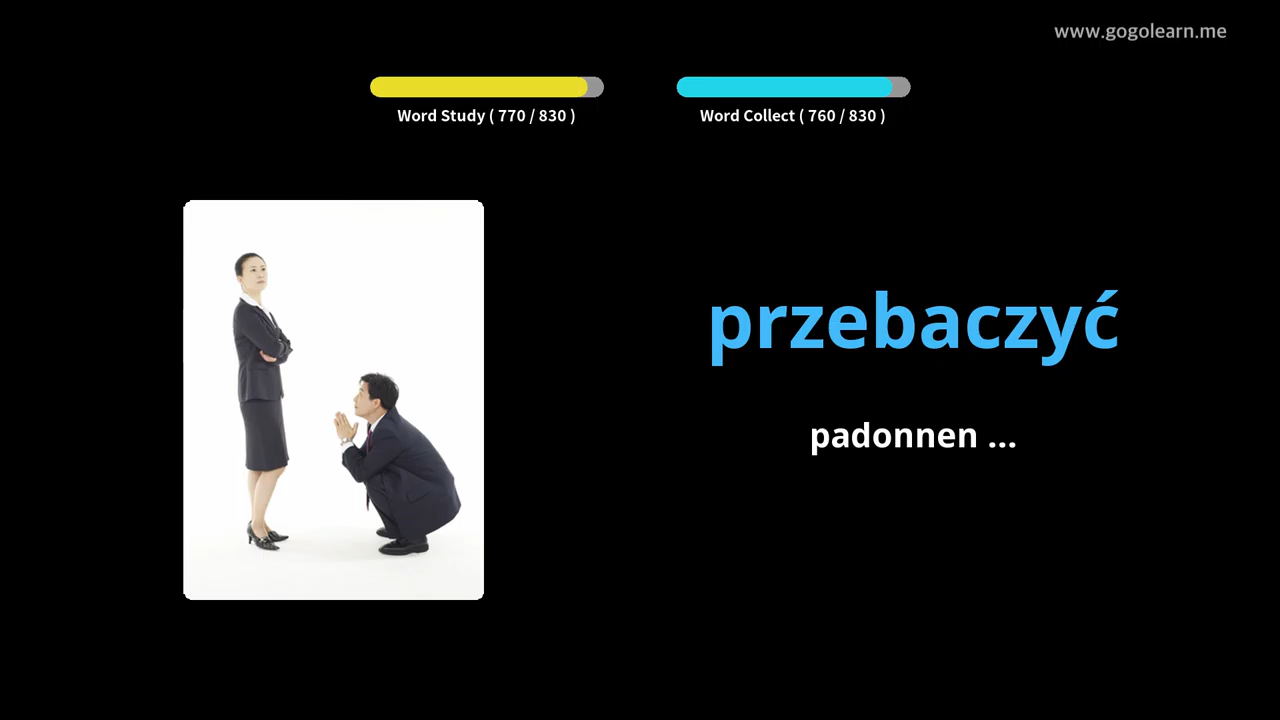 www.gogolearn.me
Word Study ( 770 / 830 )
Word Collect ( 760 / 830 )
przebaczyć
padonnen ...